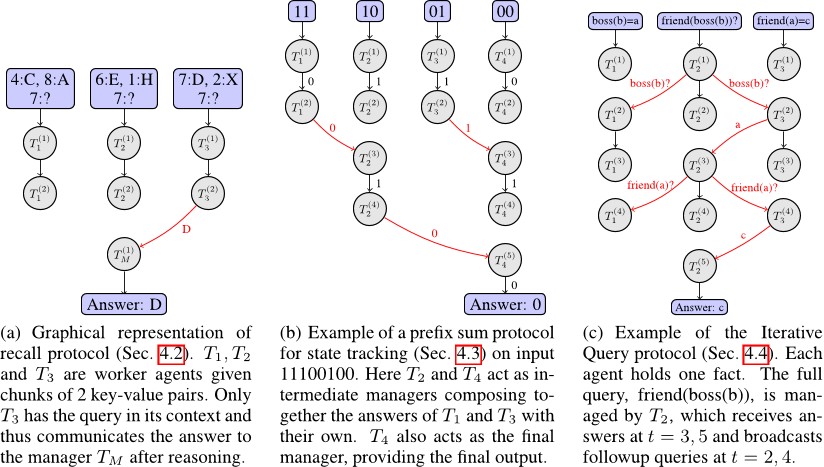 4:C, 8:A
7:?
6:E, 1:H
7:?
7:D, 2:X
7:?
T_1^{(1)} T_2^{(1)} T_3^{(1)}
T_1^{(2)} T_2^{(2)} T_3^{(2)}
D
T_M^{(1)}
Answer: D
(a) Graphical representation of
recall protocol (Sec. 4.2). T_1, T_2
and T_3 are worker agents given
chunks of 2 key-value pairs. Only
T_3 has the query in its context and
thus communicates the answer to
the manager T_M after reasoning.
11 10 01 00
T_1^{(1)} T_2^{(1)} T_3^{(1)} T_4^{(1)}
0 1 1 0
T_1^{(2)} T_2^{(2)} T_3^{(2)} T_4^{(2)}
0 1
T_2^{(3)} T_4^{(3)}
1 1
T_2^{(4)} T_4^{(4)}
0
T_4^{(5)}
0
Answer: 0
(b) Example of a prefix sum protocol
for state tracking (Sec. 4.3) on input
11100100. Here T_2 and T_4 act as in-
termediate managers composing to-
gether the answers of T_1 and T_3 with
their own. T_4 also acts as the final
manager, providing the final output.
boss(b)=a friend(boss(b))? friend(a)=c
T_1^{(1)} T_2^{(1)} T_3^{(1)}
boss(b)? boss(b)?
T_1^{(2)} T_2^{(2)} T_3^{(2)}
a
T_1^{(3)} T_2^{(3)} T_3^{(3)}
friend(a)? friend(a)?
T_1^{(4)} T_2^{(4)} T_3^{(4)}
c
T_2^{(5)}
Answer: c
(c) Example of the Iterative
Query protocol (Sec. 4.4). Each
agent holds one fact. The full
query, friend(boss(b)), is man-
aged by T_2, which receives an-
swers at t = 3, 5 and broadcasts
followup queries at t = 2, 4.